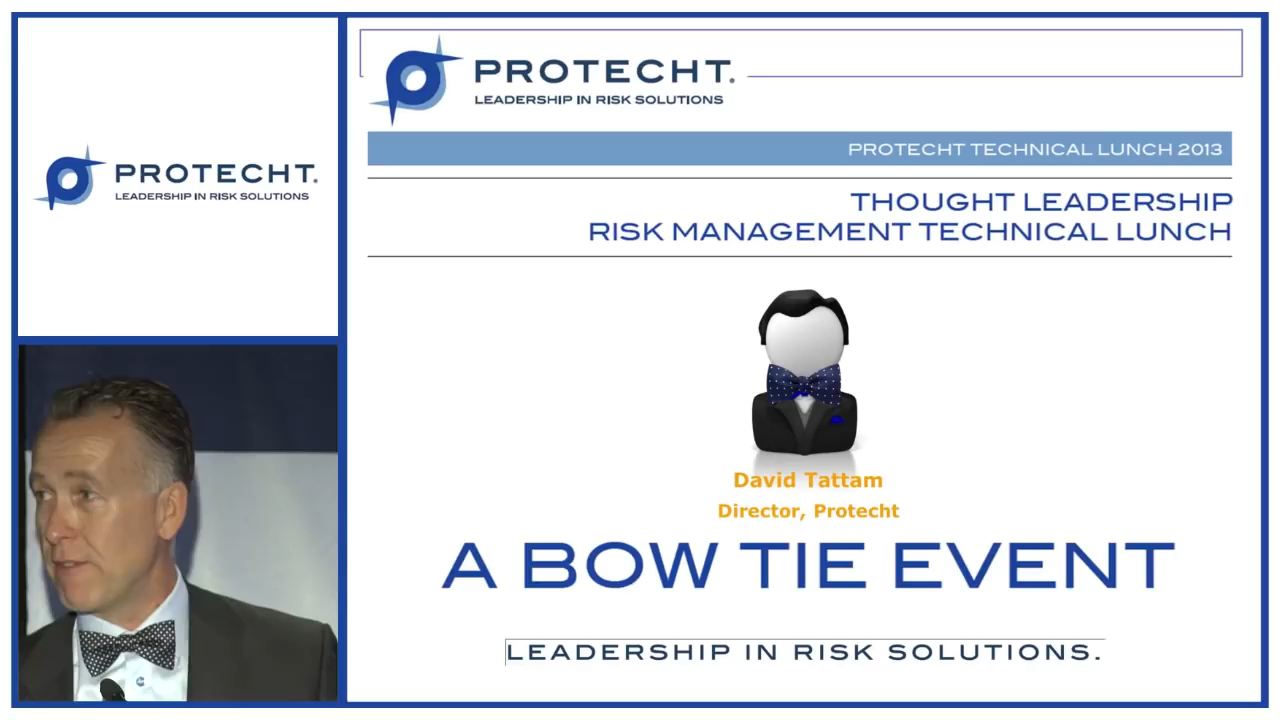 PROTECHT.
LEADERSHIP IN RISK SOLUTIONS
PROTECHT.
LEADERSHIP IN RISK SOLUTIONS
PROTECHT TECHNICAL LUNCH 2013
THOUGHT LEADERSHIP
RISK MANAGEMENT TECHNICAL LUNCH
David Tattam
Director, Protecht
A BOW TIE EVENT
LEADERSHIP IN RISK SOLUTIONS.